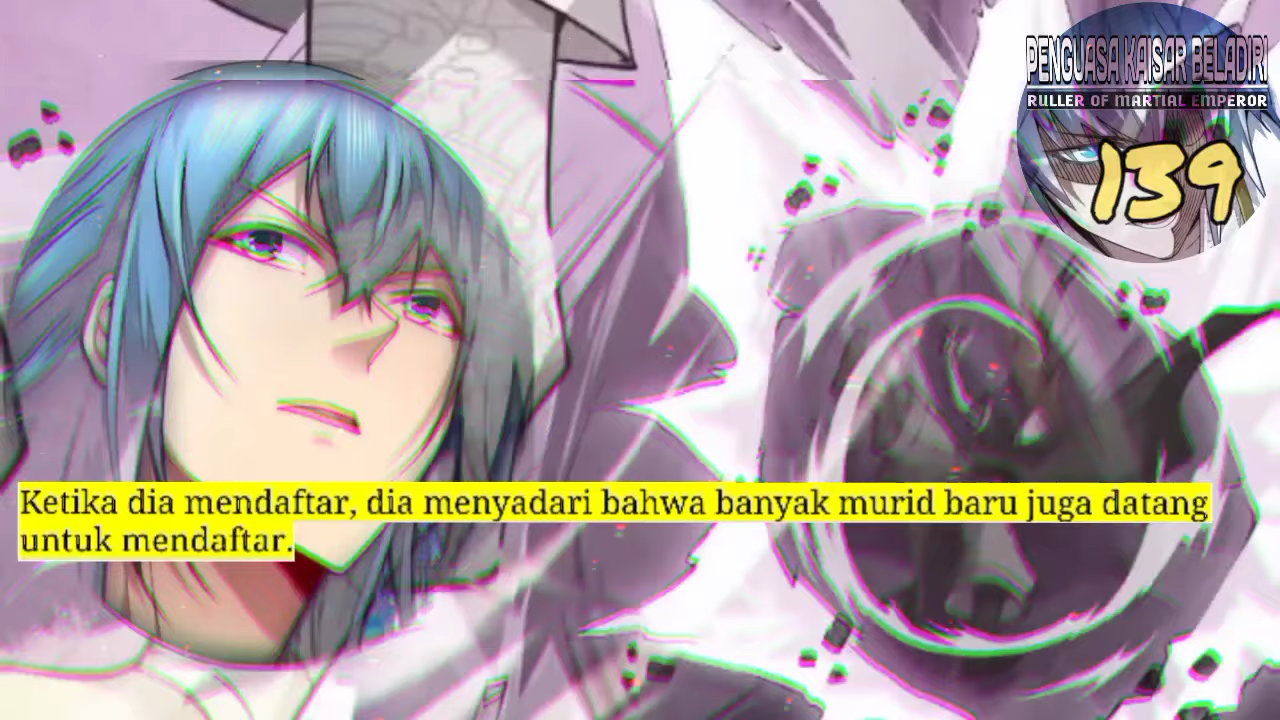 PENGUASA KAISAR BELADIRI
RULLER OF MARTIAL EMPEROR
139
Ketika dia mendaftar, dia menyadari bahwa banyak murid baru juga datang
untuk mendaftar.